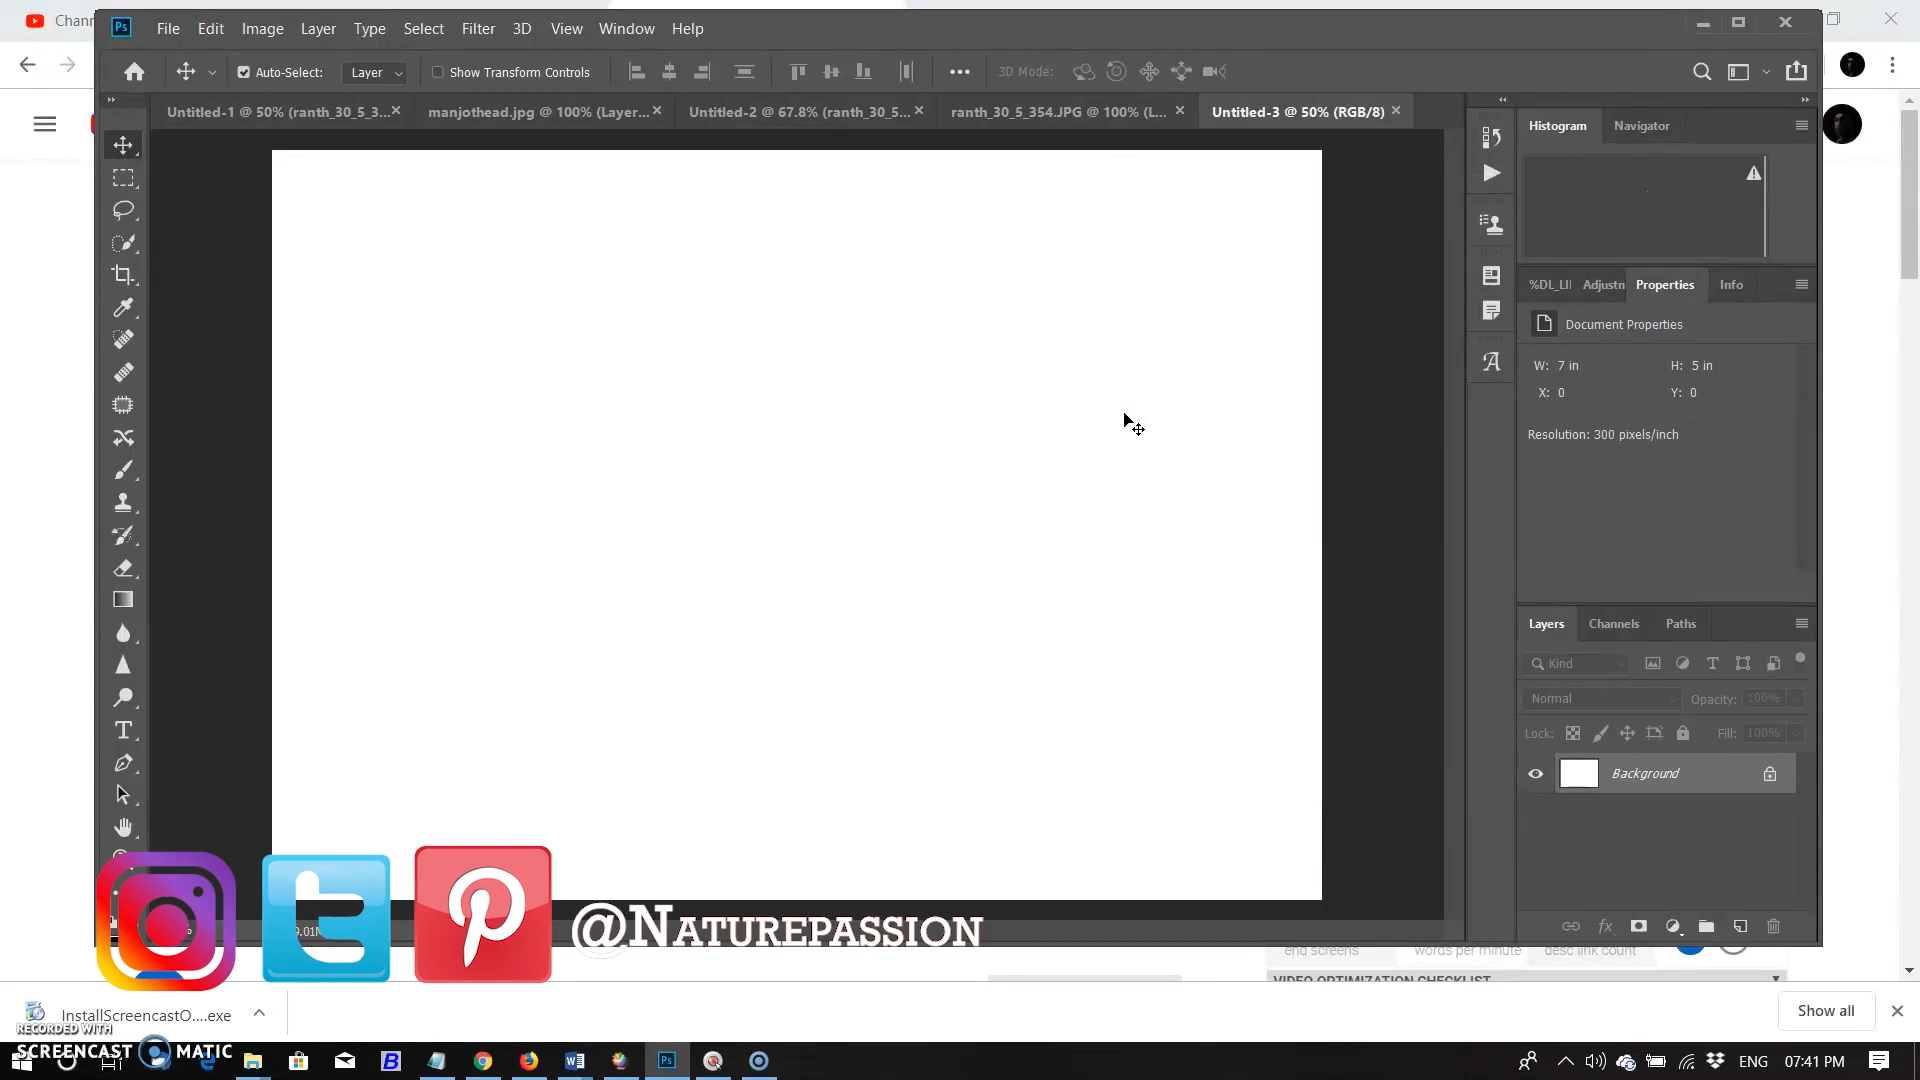 Chann
Ps File Edit Image Layer Type Select Filter 3D View Window Help
Auto-Select: Layer Show Transform Controls 3D Mode:
Untitled-1 @ 50% (ranth_30_5_3... manjothead.jpg @ 100% (Layer... Untitled-2 @ 67.8% (ranth_30_5... ranth_30_5_354.JPG @ 100% (L... Untitled-3 @ 50% (RGB/8)
Histogram Navigator
%DL_LII Adjustn Properties Info
Document Properties
W: 7 in H: 5 in
X: 0 Y: 0
Resolution: 300 pixels/inch
Layers Channels Paths
Kind
Normal Opacity: 100%
Lock: Fill: 100%
Background
@NATUREPASSION
end screens words per minute desc link count
VIDEO OPTIMIZATION CHECKLIST
InstallScreencastO....exe Show all
RECORDED WITH
SCREENCAST MATIC
ENG 07:41 PM